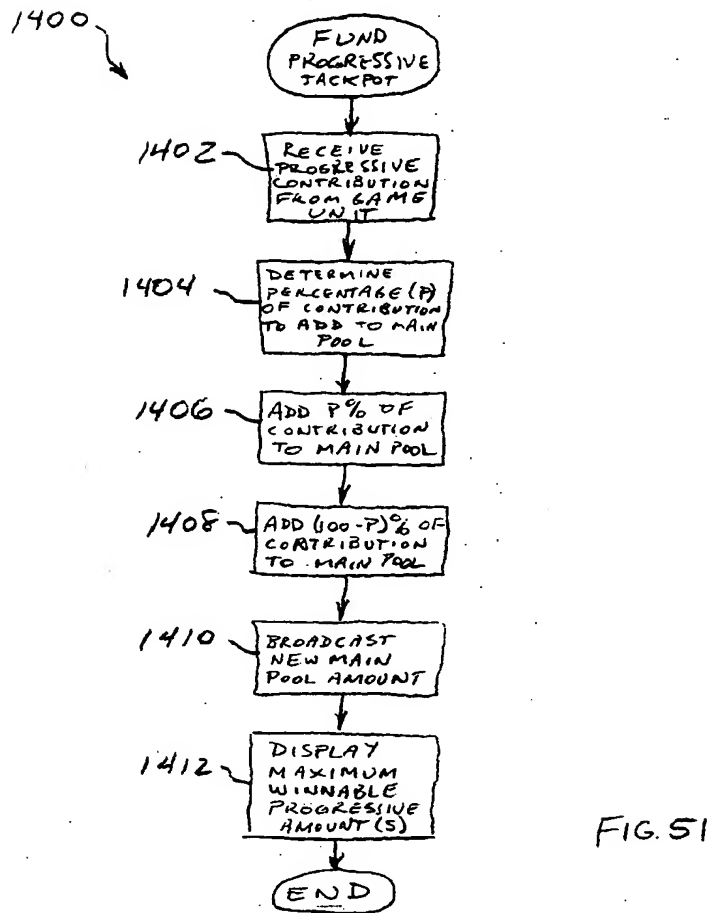 1400
FUND
PROGRESSIVE
JACKPOT
1402
RECEIVE
PROGRESSIVE
CONTRIBUTION
FROM GAME
UNIT
1404
DETERMINE
PERCENTAGE (P)
OF CONTRIBUTION
TO ADD TO MAIN
POOL
1406
ADD P% OF
CONTRIBUTION
TO MAIN POOL
1408
ADD (100-P)% OF
CONTRIBUTION
TO MAIN POOL
1410
BROADCAST
NEW MAIN
POOL AMOUNT
1412
DISPLAY
MAXIMUM
WINNABLE
PROGRESSIVE
AMOUNT(S)
END
FIG. 51